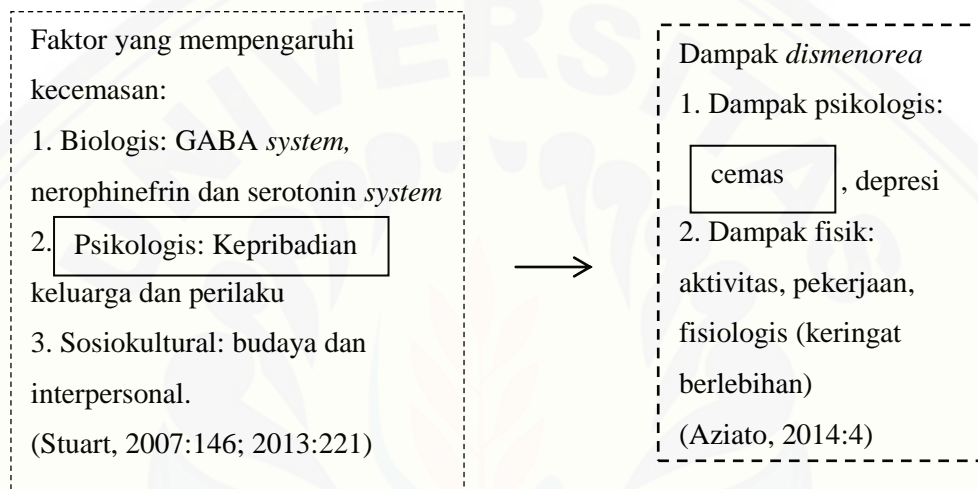 Faktor yang mempengaruhi
kecemasan:
1. Biologis: GABA system,
nerophinefrin dan serotonin system
2. Psikologis: Kepribadian
keluarga dan perilaku
3. Sosiokultural: budaya dan
interpersonal.
(Stuart, 2007:146; 2013:221)
Dampak dismenorea
1. Dampak psikologis:
cemas , depresi
2. Dampak fisik:
aktivitas, pekerjaan,
fisiologis (keringat
berlebihan)
(Aziato, 2014:4)
UNIVERSITAS